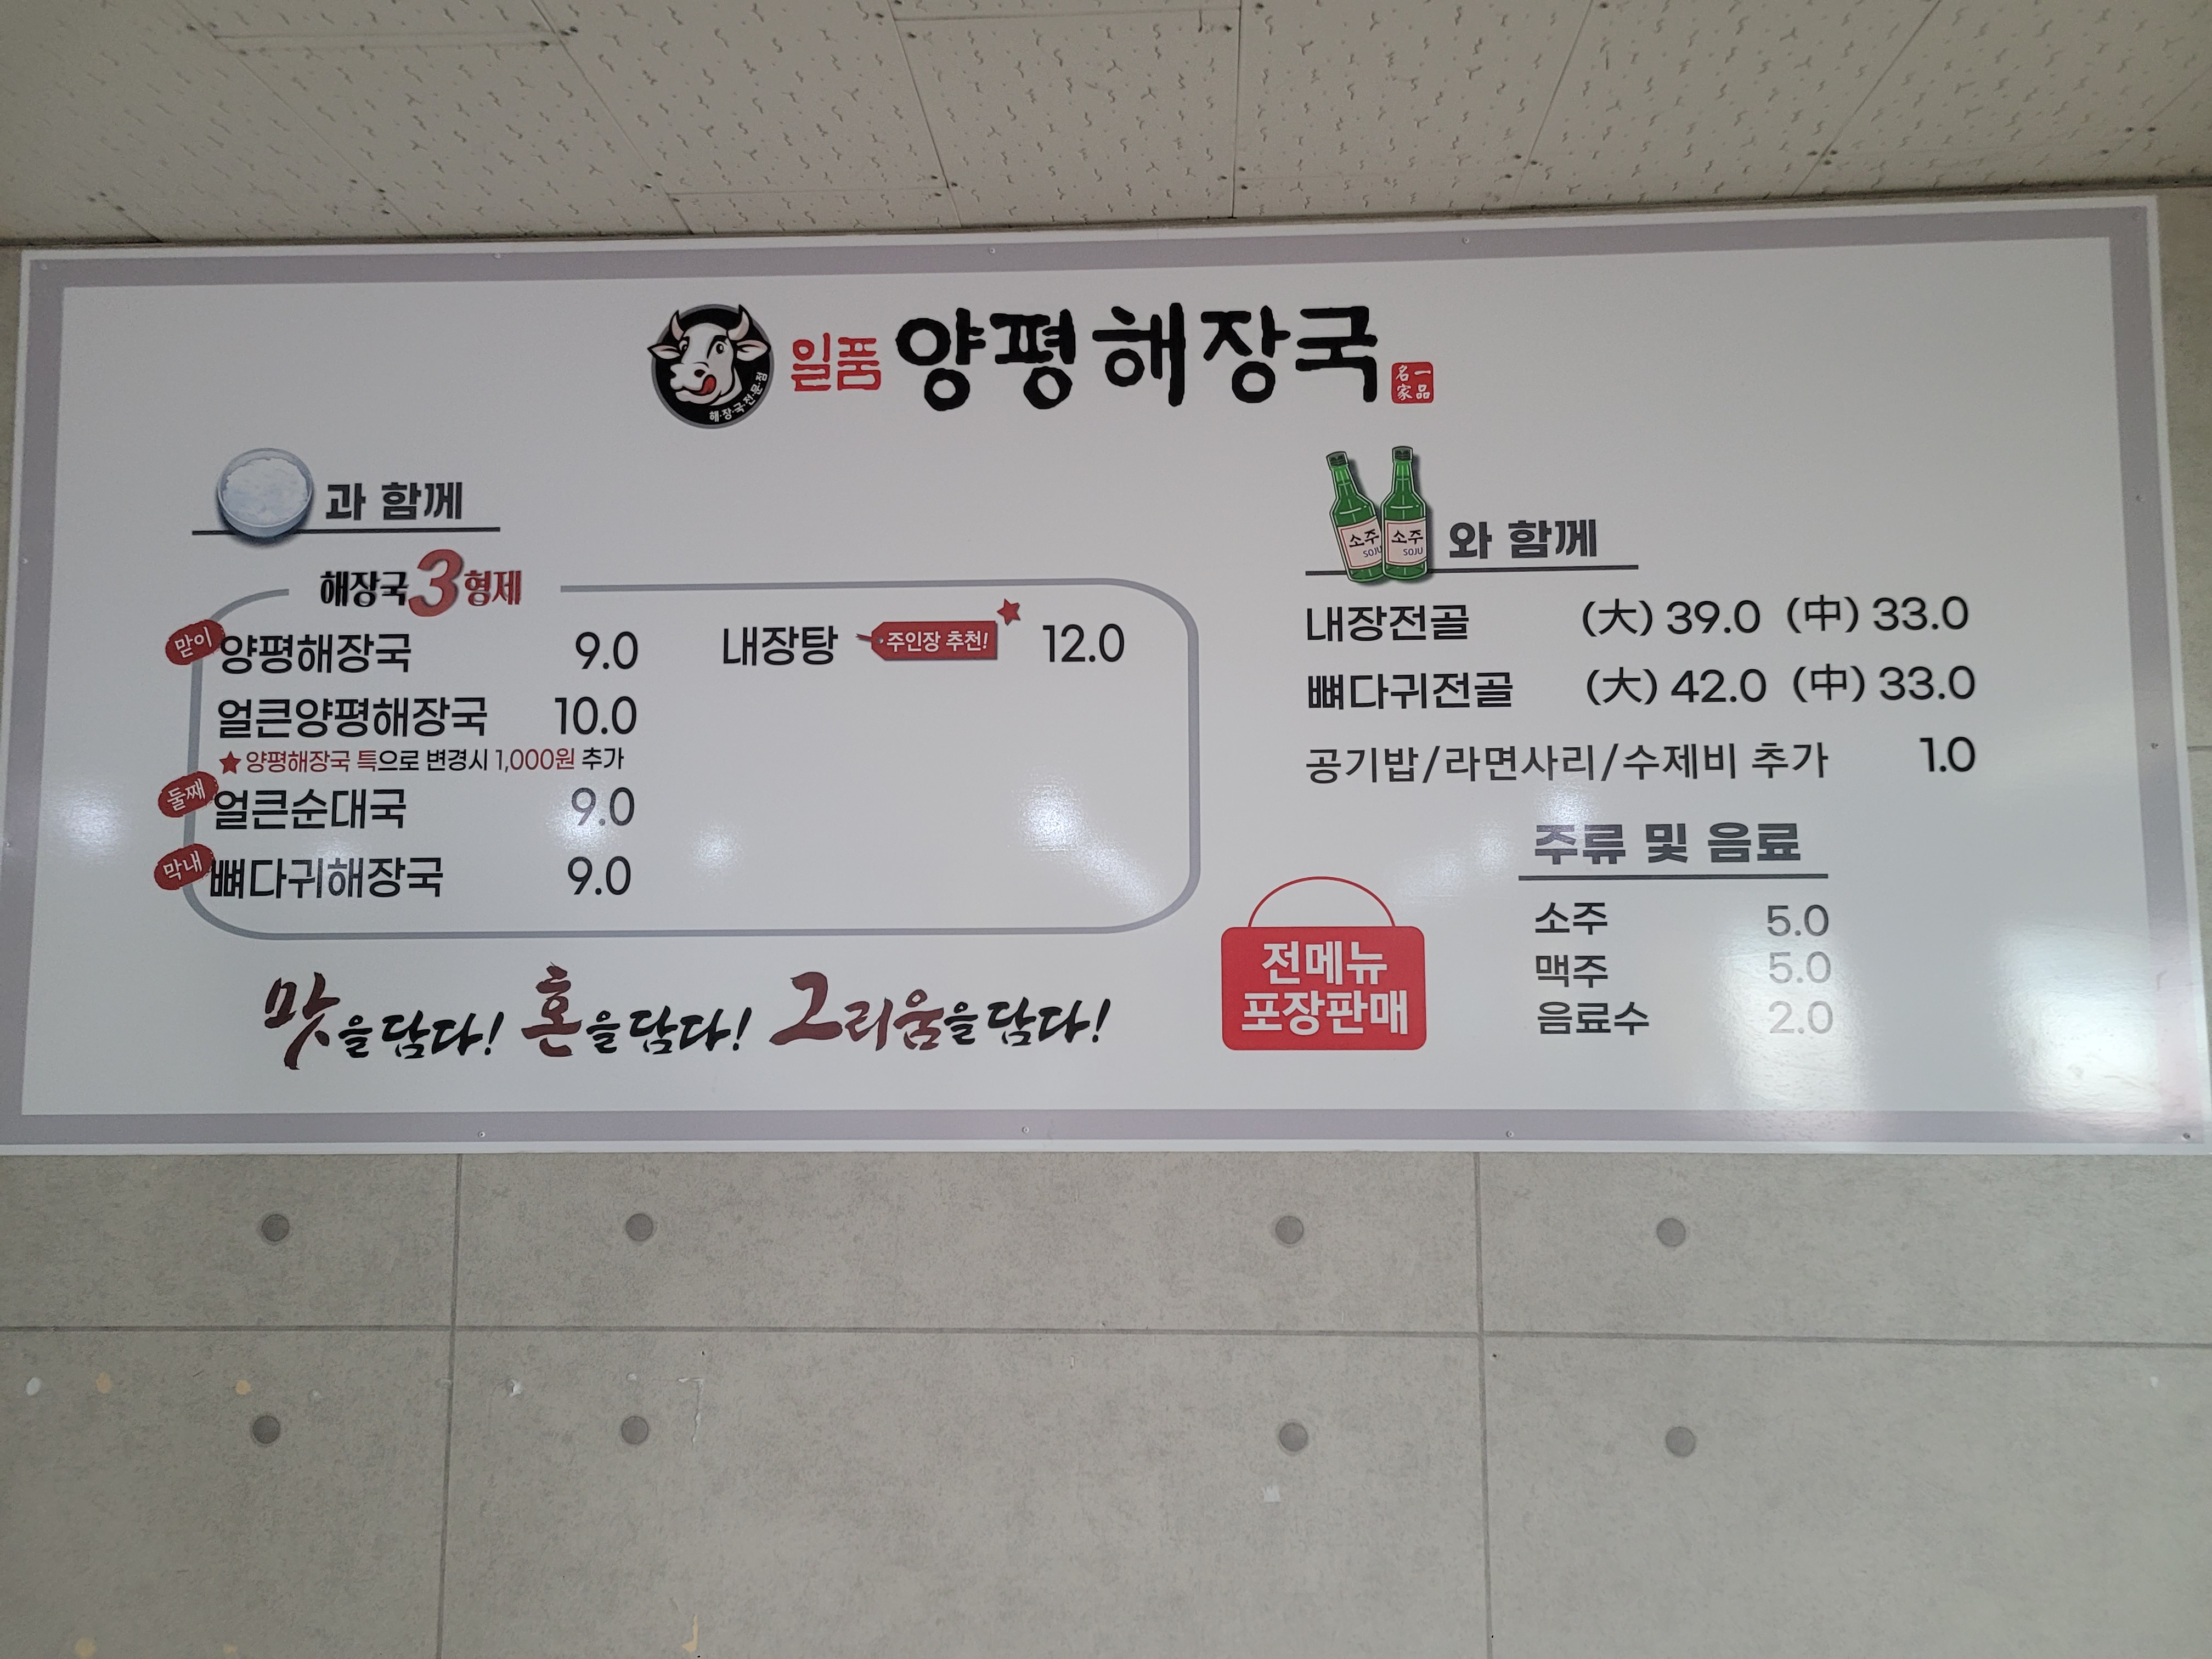 일품 양평해장국
名一
家品
해·장·국·전·문·점
과 함께
해장국3형제
맏이 양평해장국 9.0
얼큰양평해장국 10.0
★양평해장국 특으로 변경시 1,000원 추가
둘째 얼큰순대국 9.0
막내 뼈다귀해장국 9.0
내장탕 주인장 추천! 12.0
맛을 담다! 혼을 담다! 그리움을 담다!
소주 SOJU 소주 SOJU
와 함께
내장전골 (大) 39.0 (中) 33.0
뼈다귀전골 (大) 42.0 (中) 33.0
공기밥/라면사리/수제비 추가 1.0
전메뉴
포장판매
주류 및 음료
소주 5.0
맥주 5.0
음료수 2.0